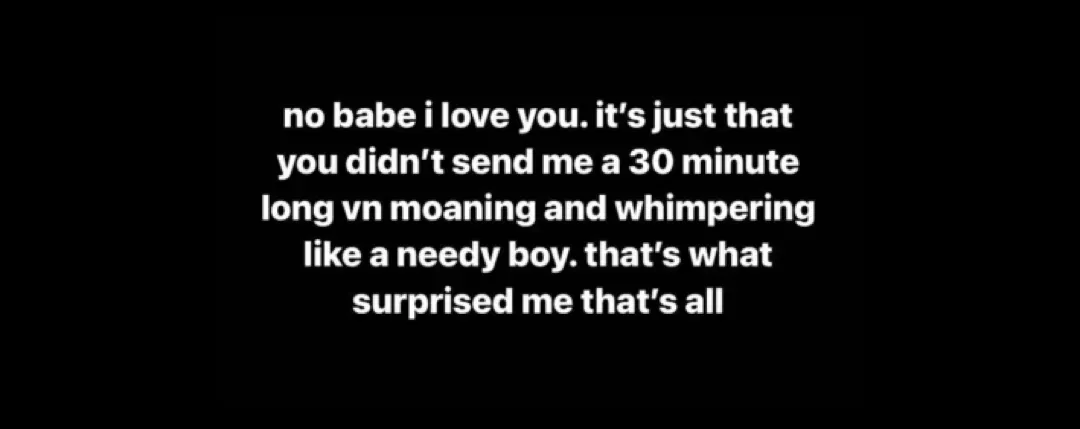 no babe i love you. it’s just that
you didn’t send me a 30 minute
long vn moaning and whimpering
like a needy boy. that’s what
surprised me that’s all